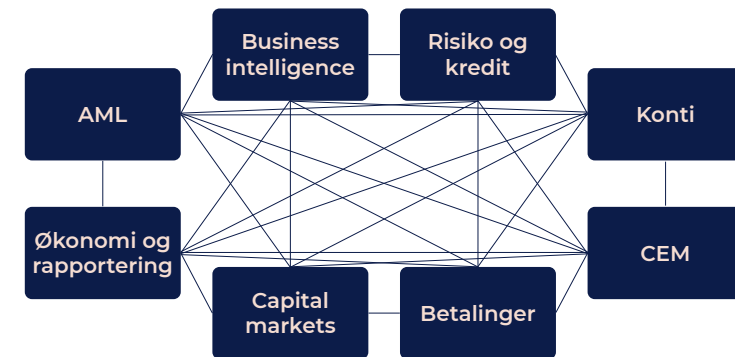 Business
intelligence
Risiko og
kredit
AML
Konti
Økonomi og
rapportering
CEM
Capital
markets
Betalinger